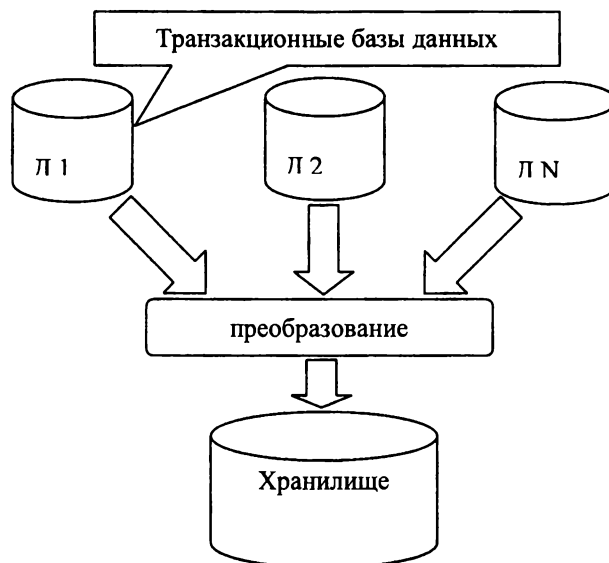 Транзакционные базы данных
Л 1
Л 2
Л N
преобразование
Хранилище